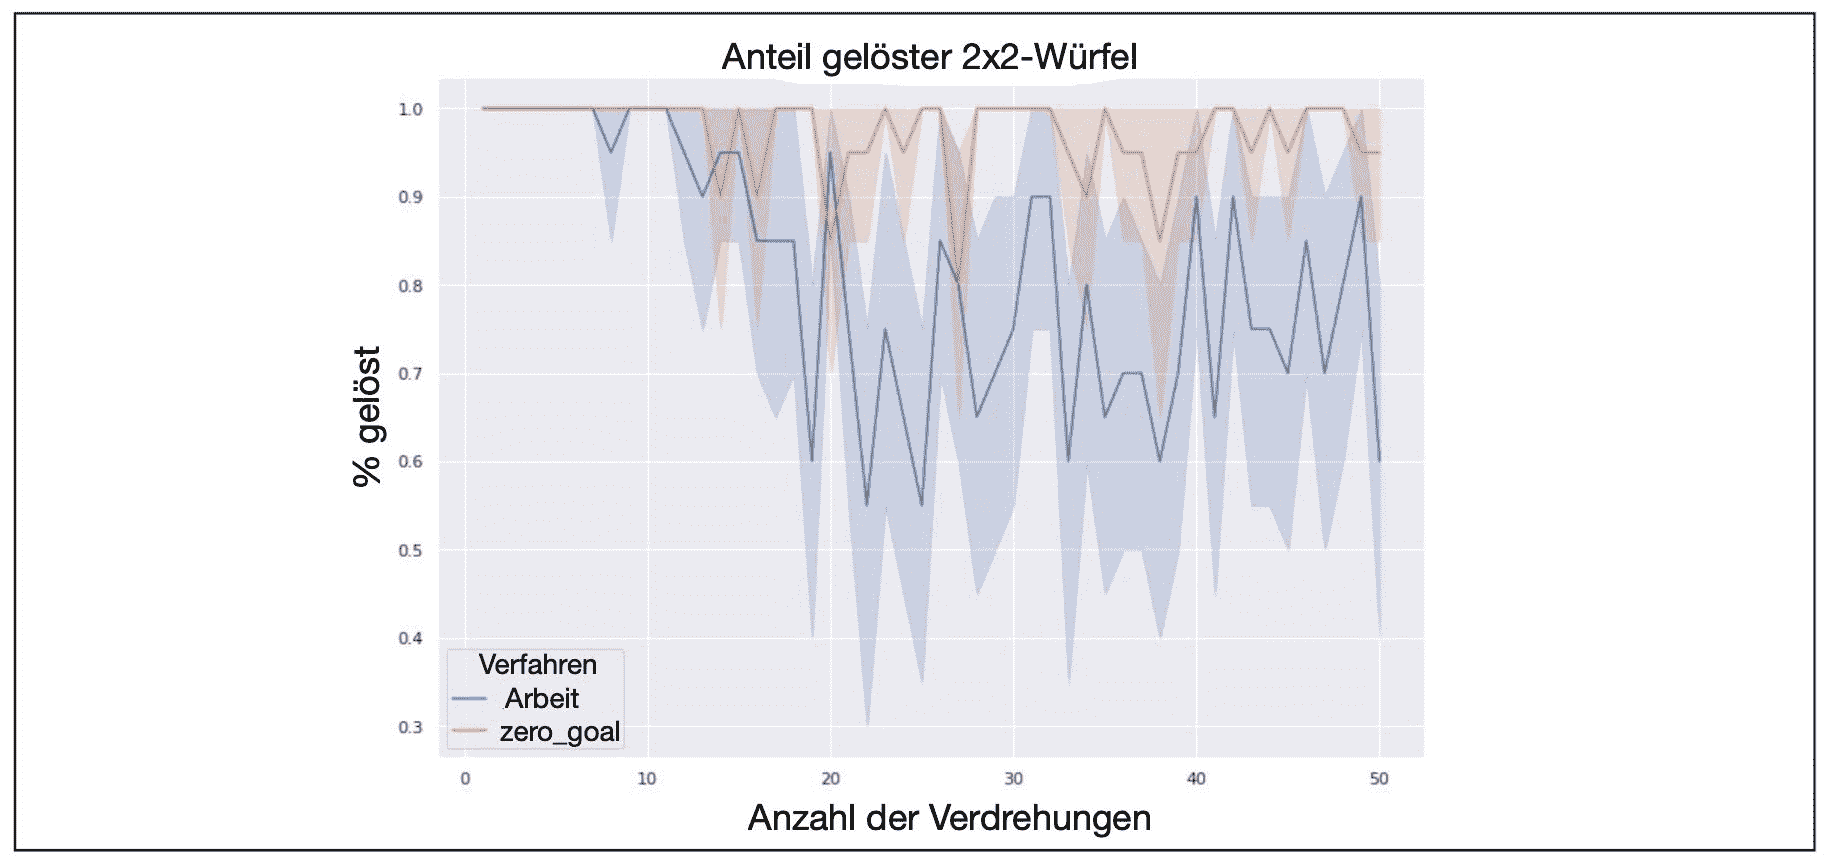 Anteil gelöster 2x2-Würfel
1.0
0.9
0.8
0.7
0.6
0.5
0.4
0.3
% gelöst
Verfahren
Arbeit
zero_goal
0 10 20 30 40 50
Anzahl der Verdrehungen